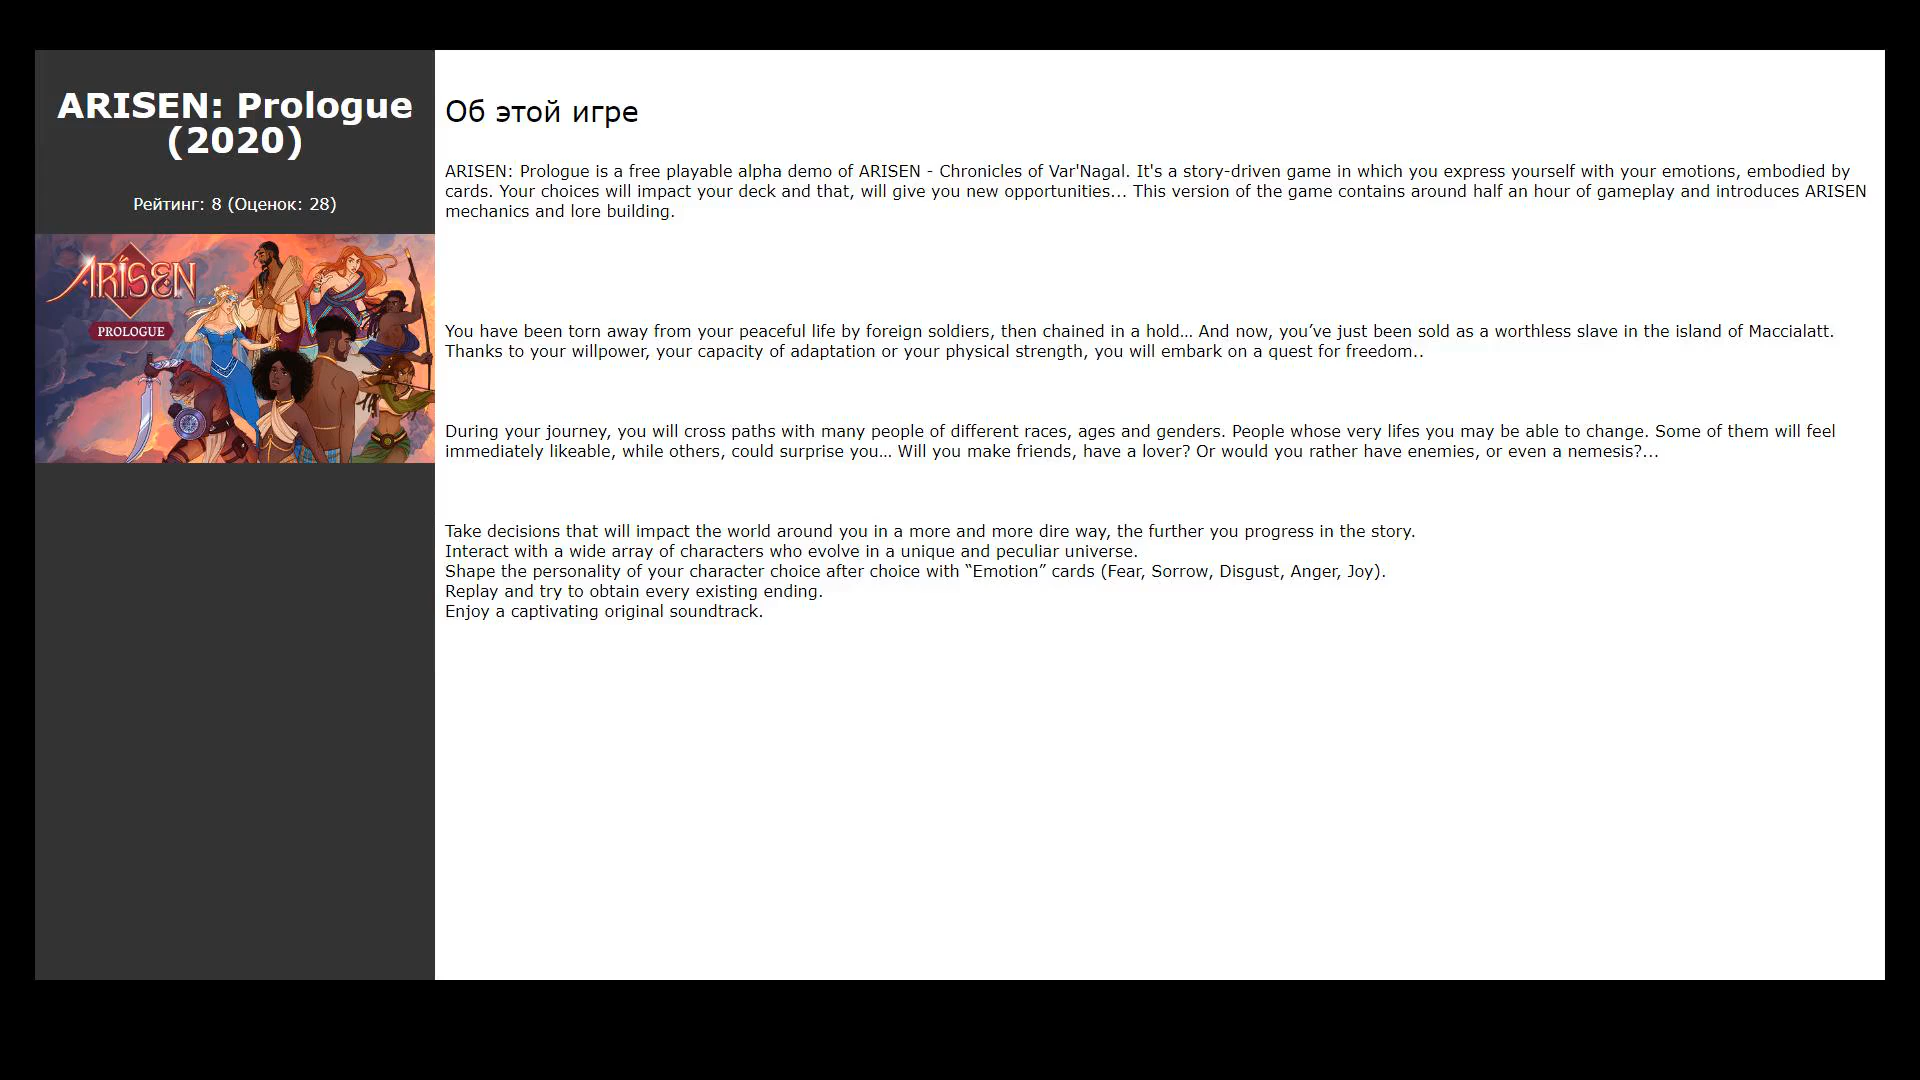 ARISEN: Prologue
(2020)
Рейтинг: 8 (Оценок: 28)
ARISEN
PROLOGUE
Об этой игре
ARISEN: Prologue is a free playable alpha demo of ARISEN - Chronicles of Var'Nagal. It's a story-driven game in which you express yourself with your emotions, embodied by
cards. Your choices will impact your deck and that, will give you new opportunities... This version of the game contains around half an hour of gameplay and introduces ARISEN
mechanics and lore building.
You have been torn away from your peaceful life by foreign soldiers, then chained in a hold… And now, you’ve just been sold as a worthless slave in the island of Maccialatt.
Thanks to your willpower, your capacity of adaptation or your physical strength, you will embark on a quest for freedom..
During your journey, you will cross paths with many people of different races, ages and genders. People whose very lifes you may be able to change. Some of them will feel
immediately likeable, while others, could surprise you… Will you make friends, have a lover? Or would you rather have enemies, or even a nemesis?...
Take decisions that will impact the world around you in a more and more dire way, the further you progress in the story.
Interact with a wide array of characters who evolve in a unique and peculiar universe.
Shape the personality of your character choice after choice with “Emotion” cards (Fear, Sorrow, Disgust, Anger, Joy).
Replay and try to obtain every existing ending.
Enjoy a captivating original soundtrack.